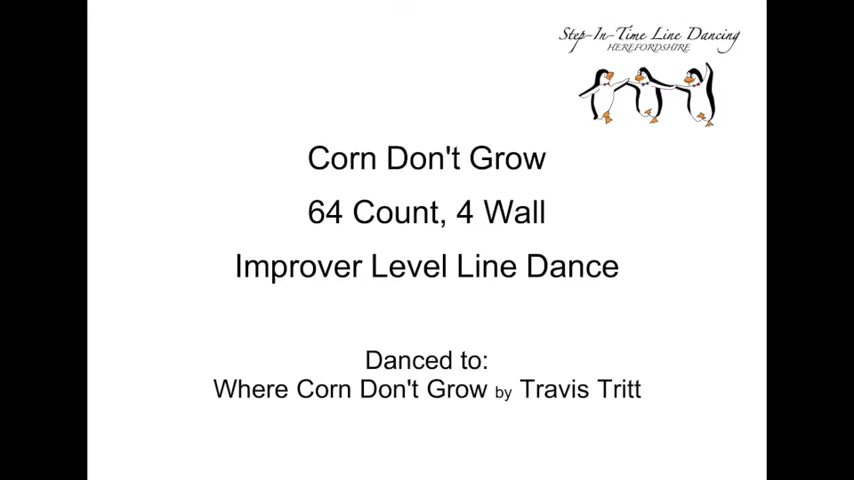 Step-In-Time Line Dancing
HEREFORDSHIRE
Corn Don't Grow
64 Count, 4 Wall
Improver Level Line Dance
Danced to:
Where Corn Don't Grow by Travis Tritt